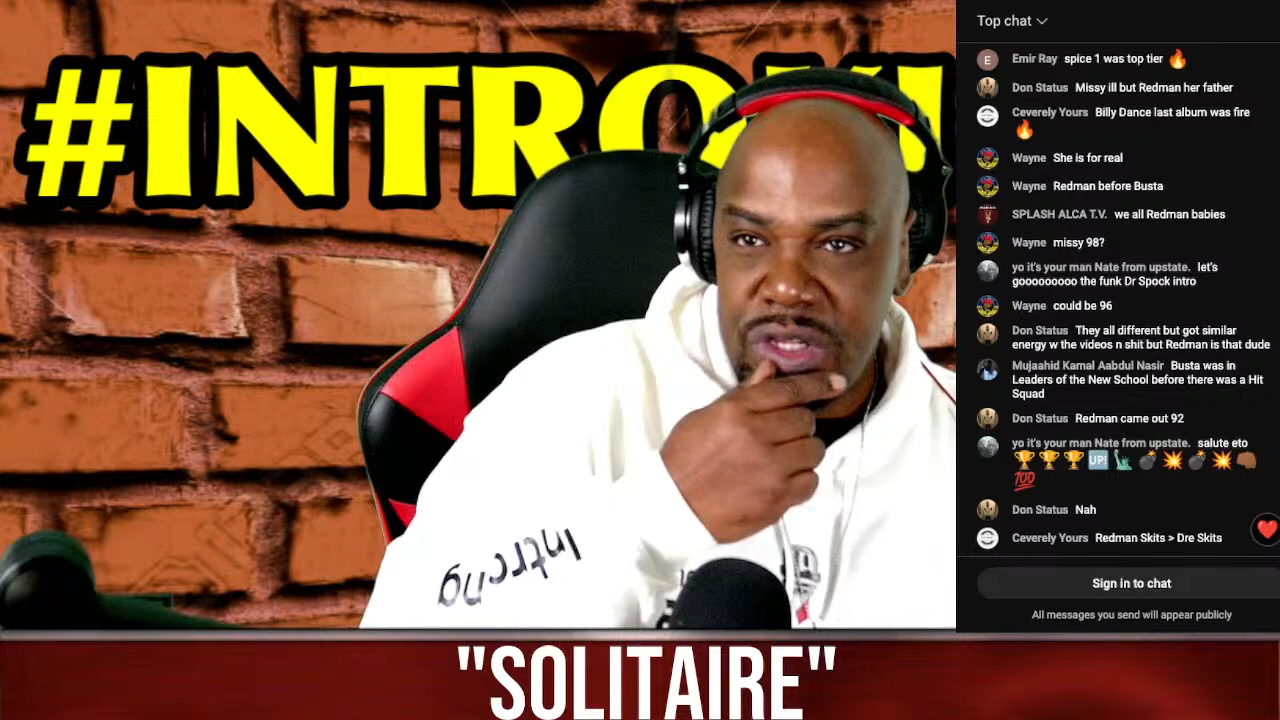 #INTRO
Introng
"SOLITAIRE"
Top chat
E
Emir Ray spice 1 was top tier 🔥
Don Status Missy ill but Redman her father
Ceverely Yours Billy Dance last album was fire
🔥
Wayne She is for real
Wayne Redman before Busta
SPLASH ALCA T.V. we all Redman babies
Wayne missy 98?
yo it's your man Nate from upstate. let's
gooooooooo the funk Dr Spock intro
Wayne could be 96
Don Status They all different but got similar
energy w the videos n shit but Redman is that dude
Mujaahid Kamal Aabdul Nasir Busta was in
Leaders of the New School before there was a Hit
Squad
Don Status Redman came out 92
yo it's your man Nate from upstate. salute eto
🏆🏆🏆🆙🗽💣💥💣💥👊🏾
💯
Don Status Nah
Ceverely Yours Redman Skits > Dre Skits
Sign in to chat
All messages you send will appear publicly